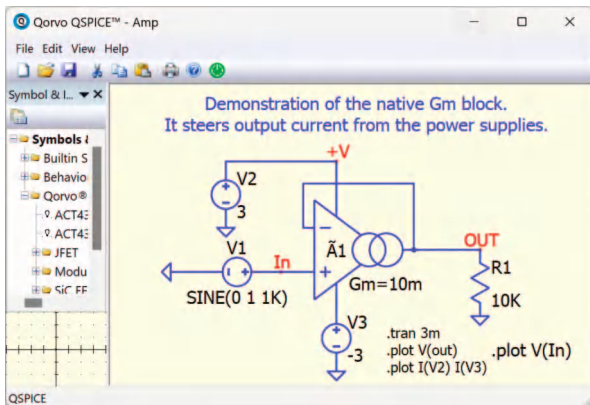 Qorvo QSPICE™ - Amp
File Edit View Help
Symbol & I...
Symbols &
Builtin S
Behavio
Qorvo®
ACT43
ACT43
JFET
Modu
SiC FF
Demonstration of the native Gm block.
It steers output current from the power supplies.
+V
V2
3
V1
In
SINE(0 1 1K)
Ã1
Gm=10m
OUT
R1
10K
V3
-3
.tran 3m
.plot V(out)
.plot I(V2) I(V3)
.plot V(In)
QSPICE